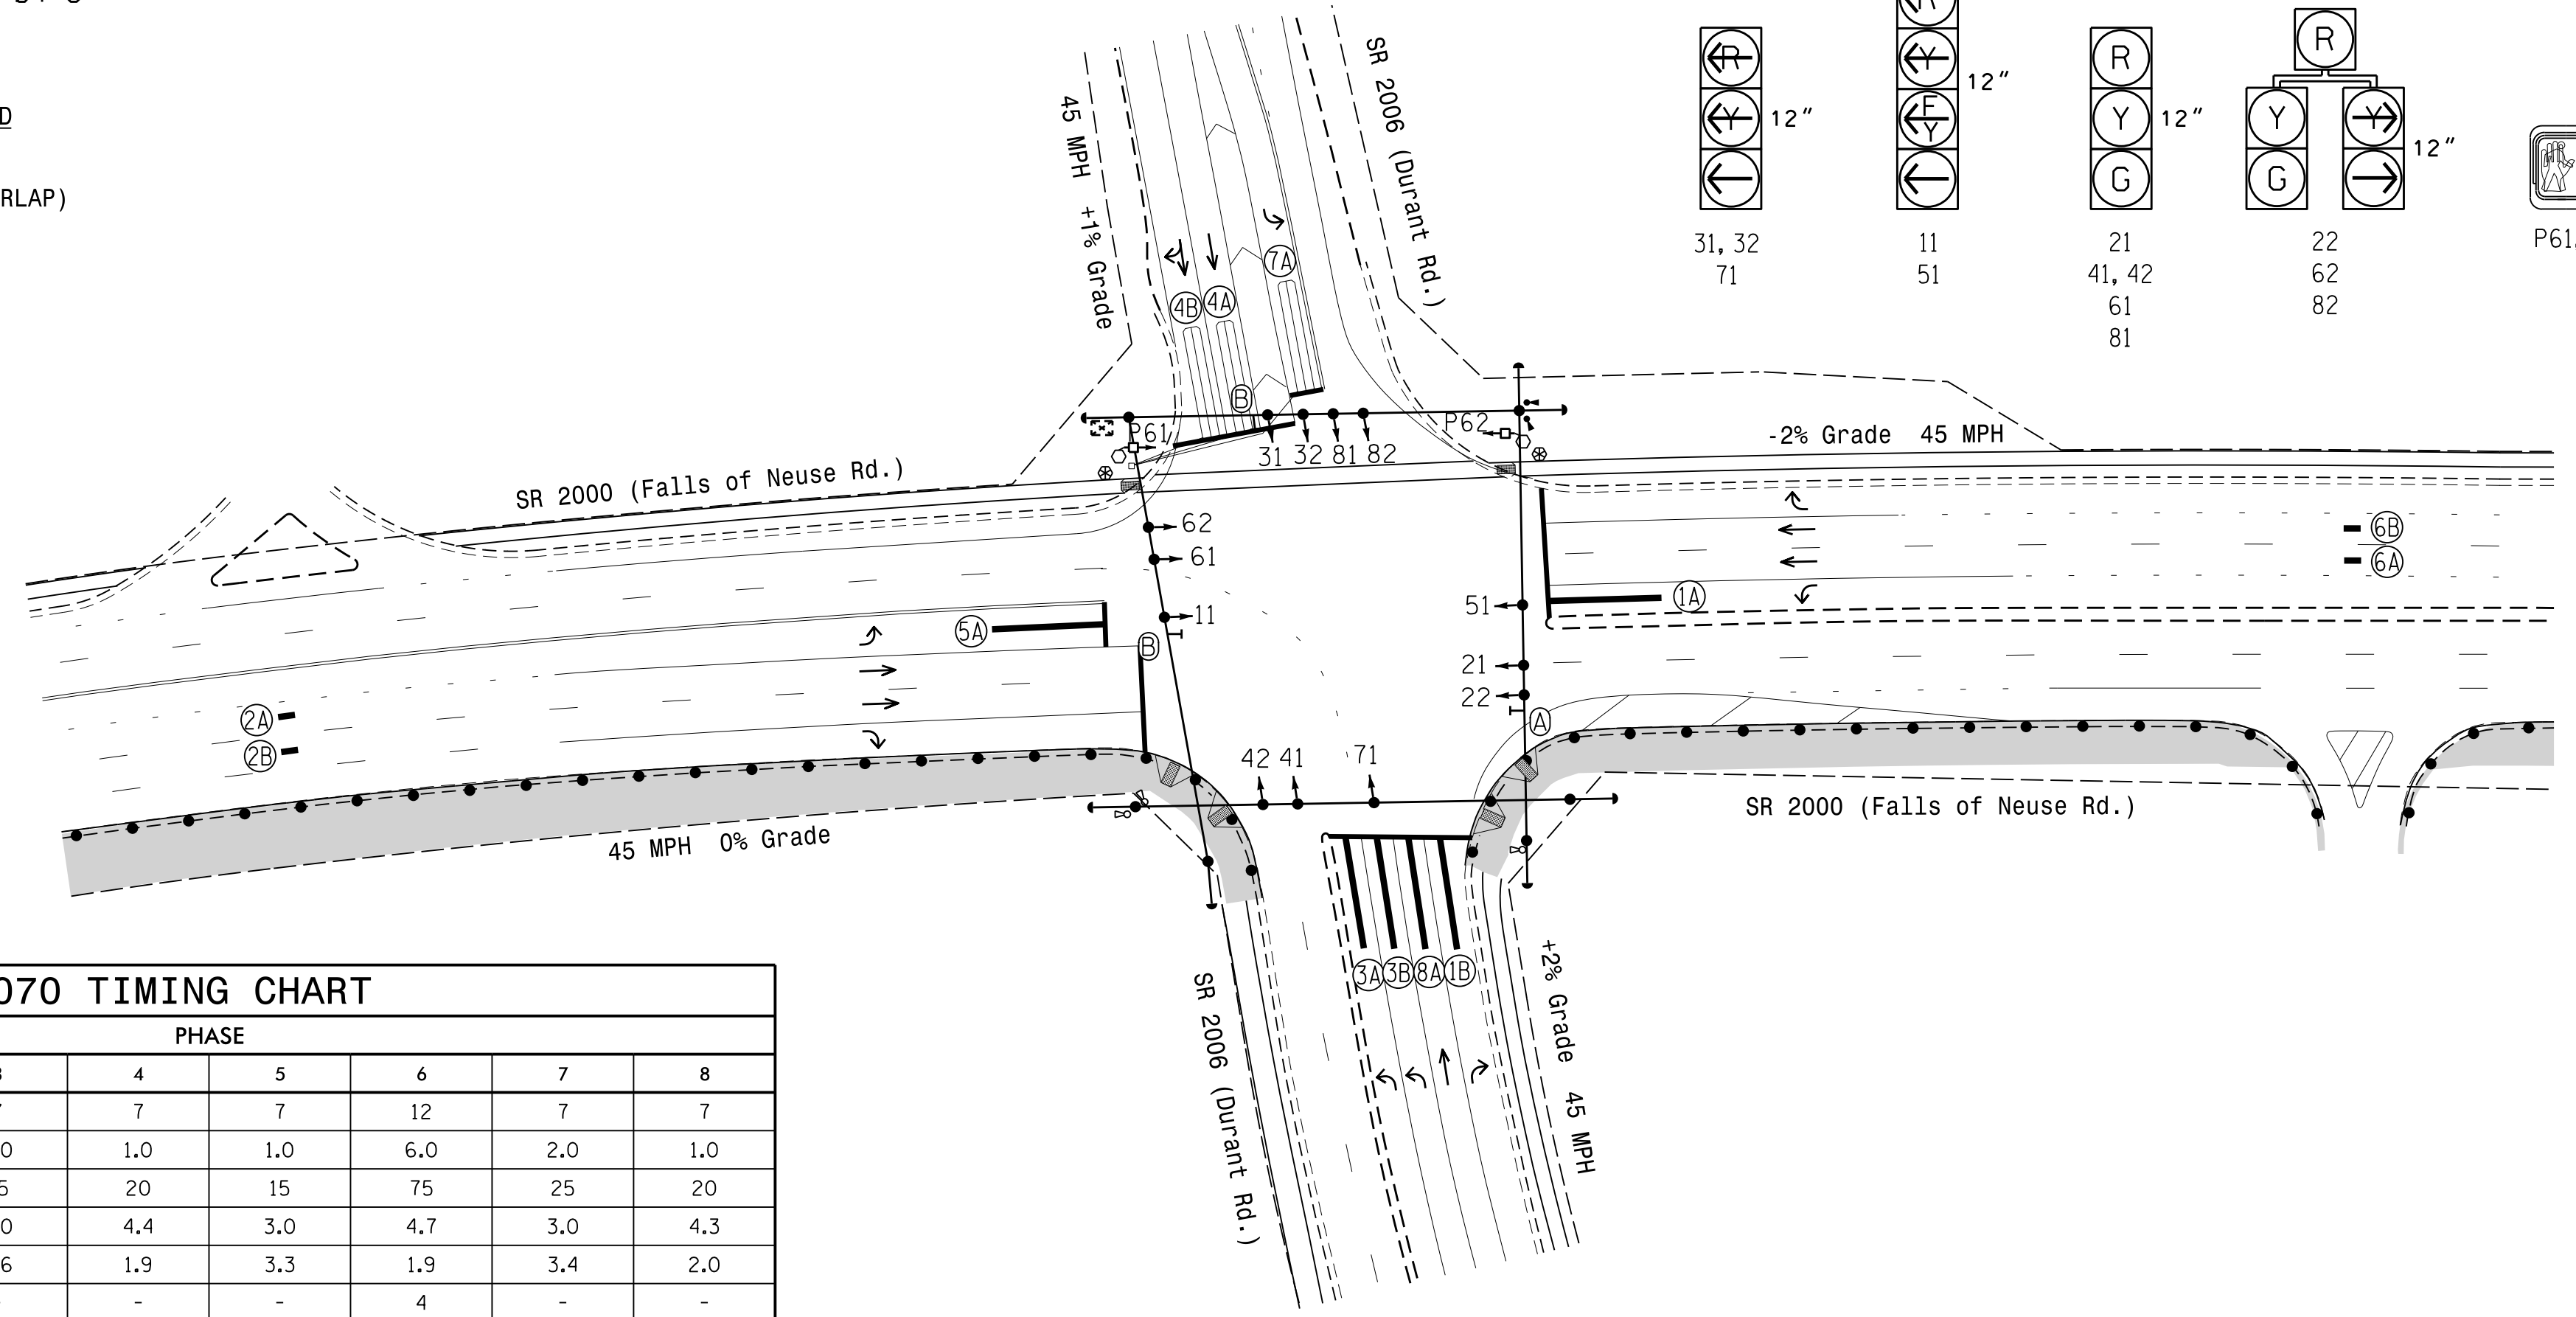 D
RLAP)
R
Y
12"
31, 32
71
Y
F
Y
12"
11
51
R
Y
G
12"
21
41, 42
61
81
R
Y
Y
G
12"
22
62
82
P61
45 MPH +1% Grade
SR 2006 (Durant Rd.)
7A
4B
4A
B
P61
P62
31 32 81 82
-2% Grade 45 MPH
SR 2000 (Falls of Neuse Rd.)
62
61
11
5A
B
6B
6A
1A
51
21
22
A
2A
2B
42 41 71
45 MPH 0% Grade
SR 2000 (Falls of Neuse Rd.)
3A 3B 8A 1B
SR 2006 (Durant Rd.)
+2% Grade 45 MPH
070 TIMING CHART
PHASE
4 5 6 7 8
7 7 12 7 7
0 1.0 1.0 6.0 2.0 1.0
5 20 15 75 25 20
0 4.4 3.0 4.7 3.0 4.3
6 1.9 3.3 1.9 3.4 2.0
- - 4 - -